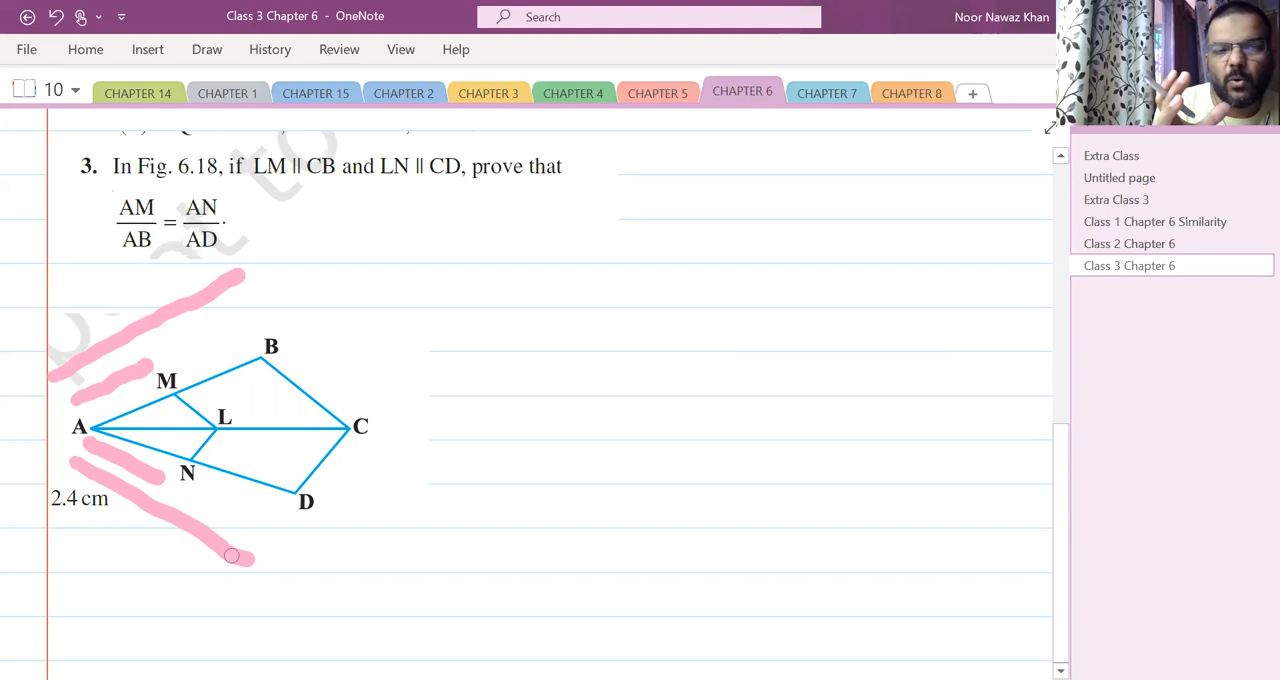 Class 3 Chapter 6 - OneNote
Search
Noor Nawaz Khan
File Home Insert Draw History Review View Help
10
CHAPTER 14 CHAPTER 1 CHAPTER 15 CHAPTER 2 CHAPTER 3 CHAPTER 4 CHAPTER 5 CHAPTER 6 CHAPTER 7 CHAPTER 8
Extra Class
Untitled page
Extra Class 3
Class 1 Chapter 6 Similarity
Class 2 Chapter 6
Class 3 Chapter 6
3. In Fig. 6.18, if LM || CB and LN || CD, prove that
AM/AB = AN/AD.
B
M
L
A
C
N
D
2.4 cm